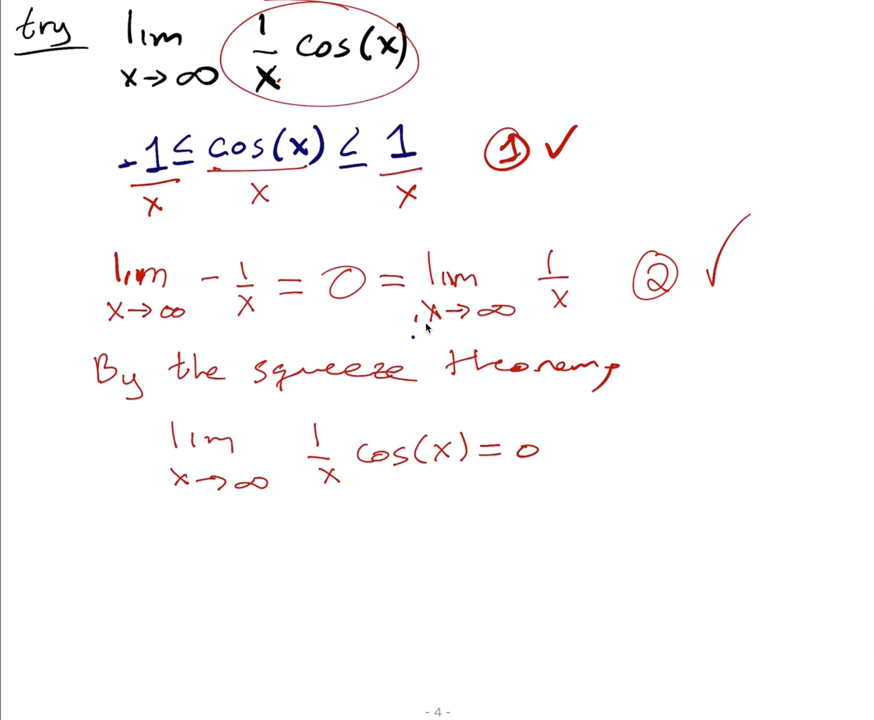 try lim x→∞ 1/x cos(x)
-1/x ≤ cos(x)/x ≤ 1/x ① ✓
lim x→∞ - 1/x = 0 = lim x→∞ 1/x ② ✓
By the squeeze theorem,
lim x→∞ 1/x cos(x) = 0
- 4 -